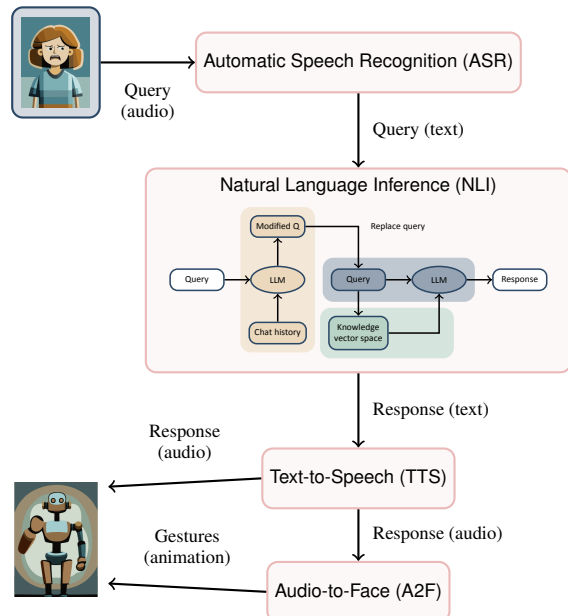 Automatic Speech Recognition (ASR)
Query
(audio)
Query (text)
Natural Language Inference (NLI)
Modified Q
Replace query
Query
LLM
Query
LLM
Response
Chat history
Knowledge
vector space
Response (text)
Response
(audio)
Text-to-Speech (TTS)
Gestures
(animation)
Response (audio)
Audio-to-Face (A2F)